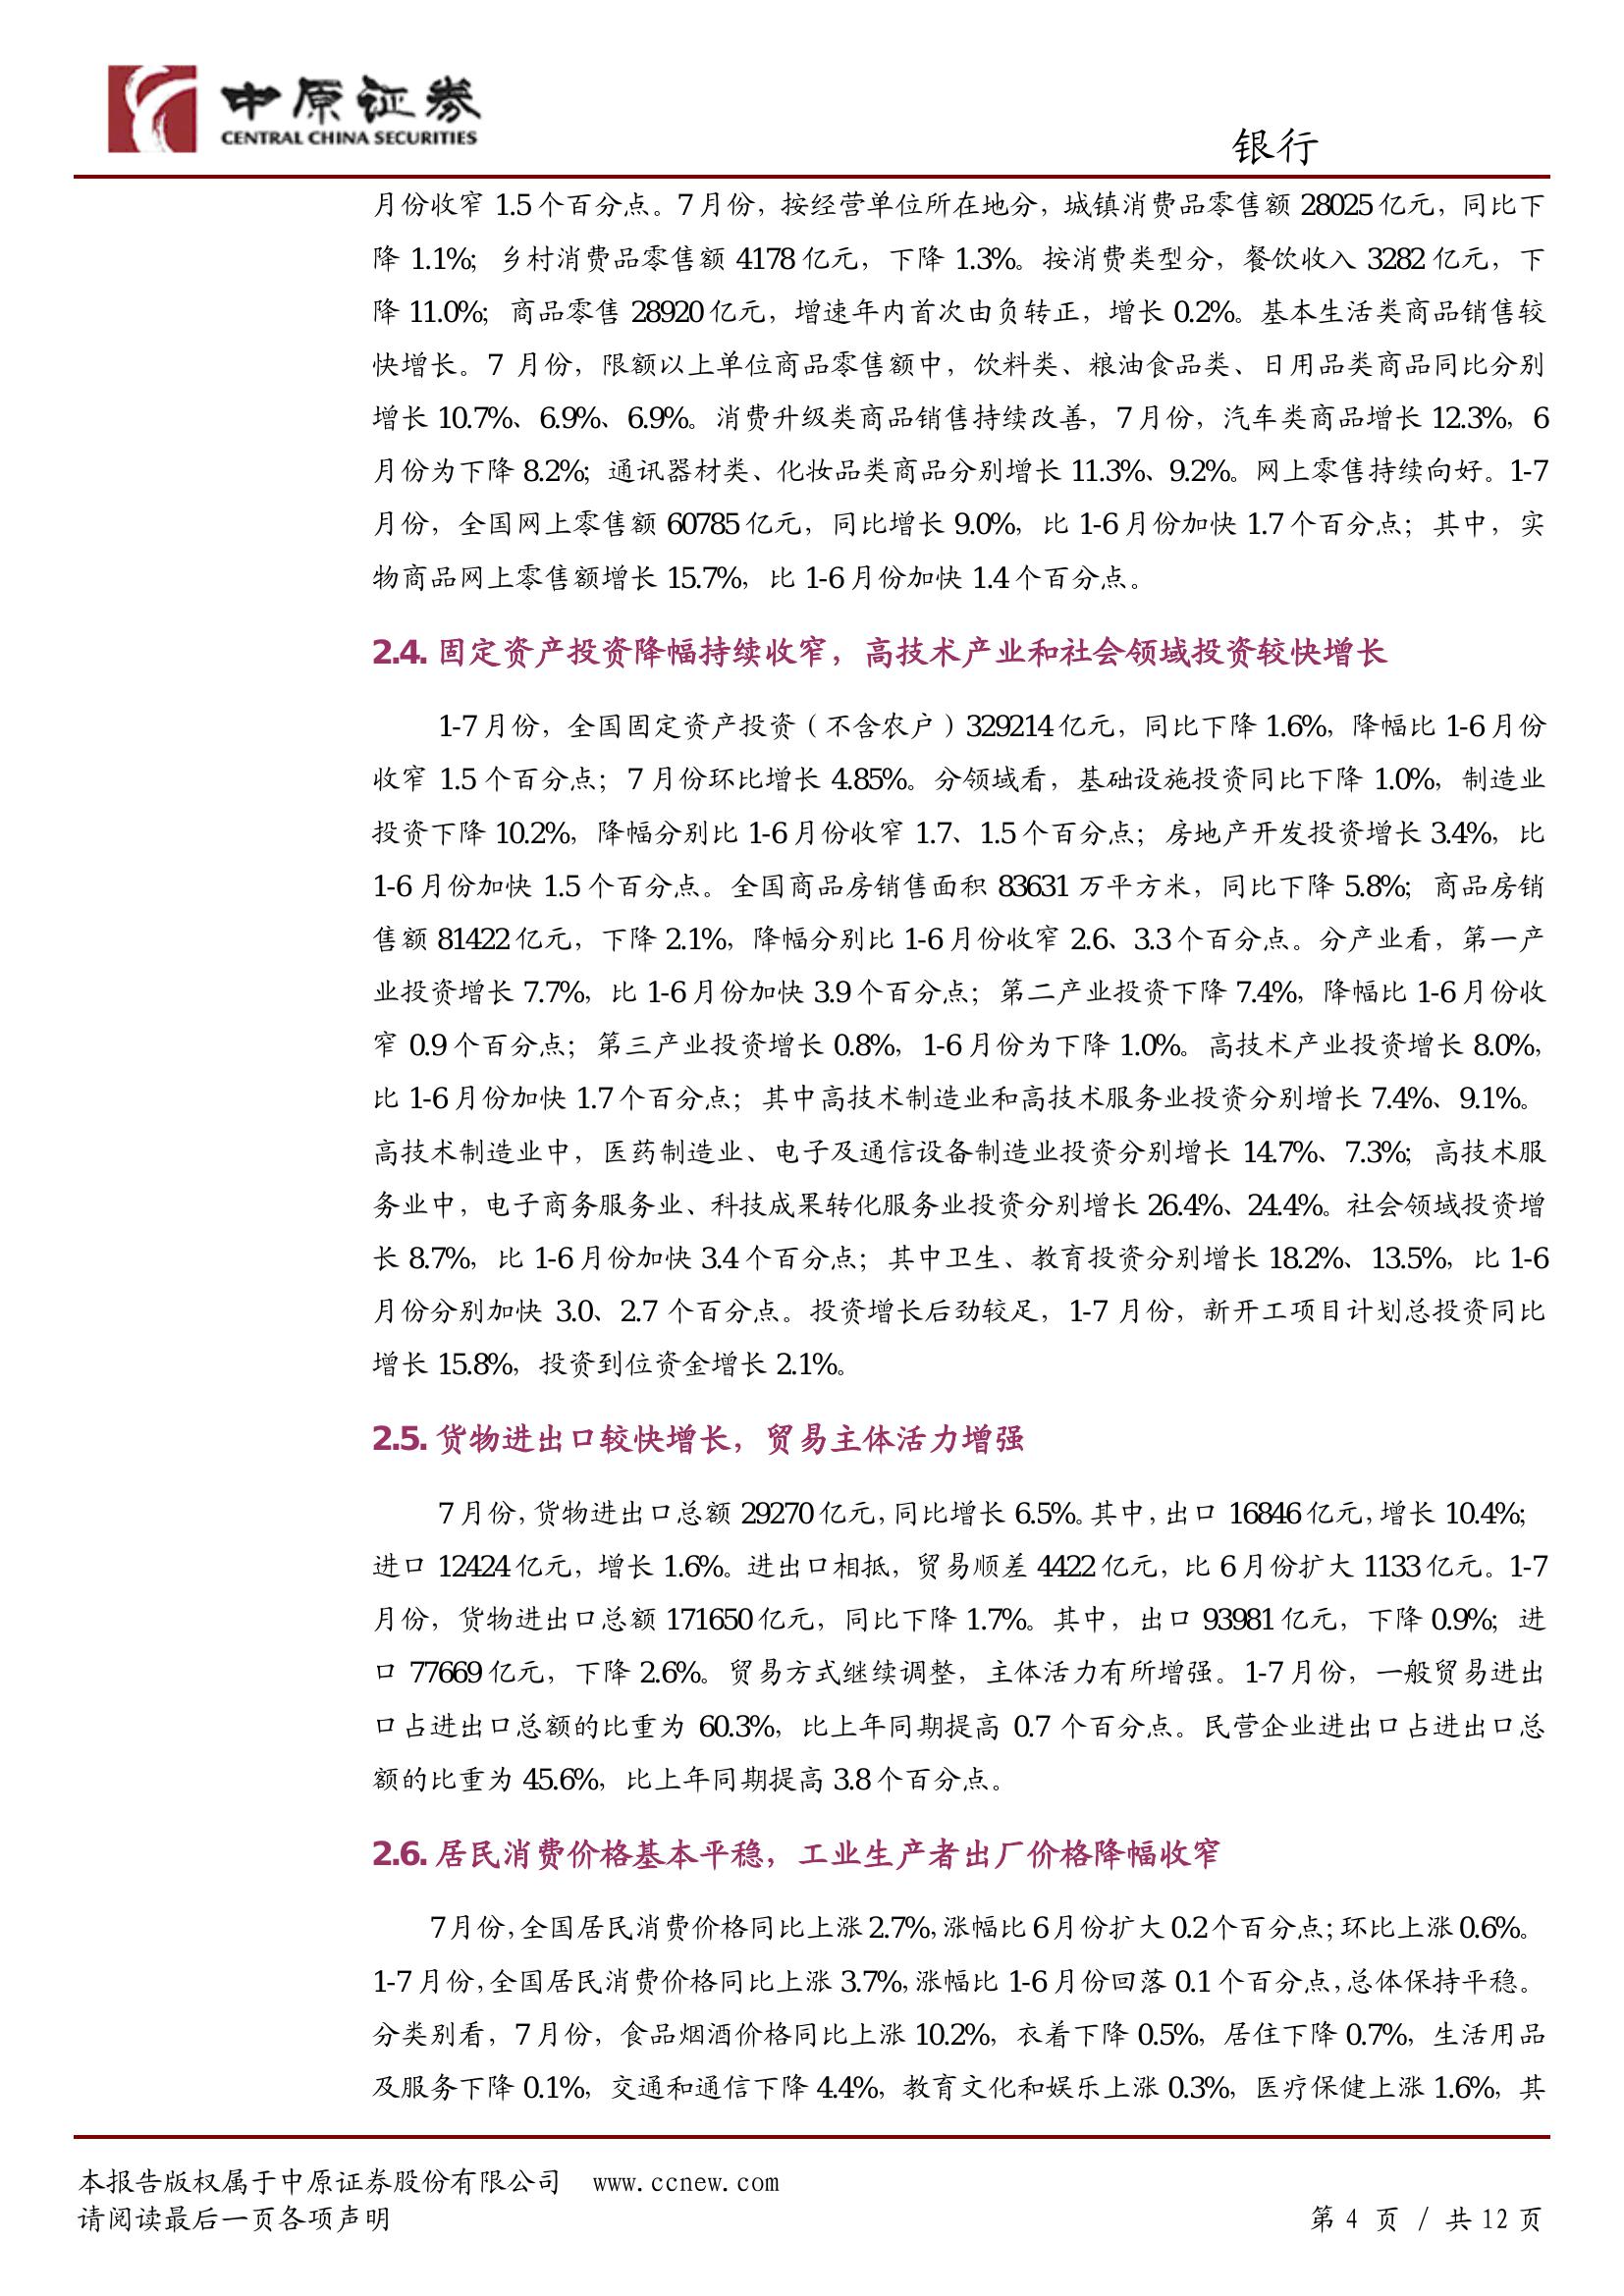 中原证券
CENTRAL CHINA SECURITIES
银行
月份收窄 1.5 个百分点。7 月份，按经营单位所在地分，城镇消费品零售额 28025 亿元，同比下
降 1.1%；乡村消费品零售额 4178 亿元，下降 1.3%。按消费类型分，餐饮收入 3282 亿元，下
降 11.0%；商品零售 28920 亿元，增速年内首次由负转正，增长 0.2%。基本生活类商品销售较
快增长。7 月份，限额以上单位商品零售额中，饮料类、粮油食品类、日用品类商品同比分别
增长 10.7%、6.9%、6.9%。消费升级类商品销售持续改善，7 月份，汽车类商品增长 12.3%，6
月份为下降 8.2%；通讯器材类、化妆品类商品分别增长 11.3%、9.2%。网上零售持续向好。1-7
月份，全国网上零售额 60785 亿元，同比增长 9.0%，比 1-6 月份加快 1.7 个百分点；其中，实
物商品网上零售额增长 15.7%，比 1-6 月份加快 1.4 个百分点。
2.4. 固定资产投资降幅持续收窄，高技术产业和社会领域投资较快增长
1-7 月份，全国固定资产投资（不含农户）329214 亿元，同比下降 1.6%，降幅比 1-6 月份
收窄 1.5 个百分点；7 月份环比增长 4.85%。分领域看，基础设施投资同比下降 1.0%，制造业
投资下降 10.2%，降幅分别比 1-6 月份收窄 1.7、1.5 个百分点；房地产开发投资增长 3.4%，比
1-6 月份加快 1.5 个百分点。全国商品房销售面积 83631 万平方米，同比下降 5.8%；商品房销
售额 81422 亿元，下降 2.1%，降幅分别比 1-6 月份收窄 2.6、3.3 个百分点。分产业看，第一产
业投资增长 7.7%，比 1-6 月份加快 3.9 个百分点；第二产业投资下降 7.4%，降幅比 1-6 月份收
窄 0.9 个百分点；第三产业投资增长 0.8%，1-6 月份为下降 1.0%。高技术产业投资增长 8.0%，
比 1-6 月份加快 1.7 个百分点；其中高技术制造业和高技术服务业投资分别增长 7.4%、9.1%。
高技术制造业中，医药制造业、电子及通信设备制造业投资分别增长 14.7%、7.3%；高技术服
务业中，电子商务服务业、科技成果转化服务业投资分别增长 26.4%、24.4%。社会领域投资增
长 8.7%，比 1-6 月份加快 3.4 个百分点；其中卫生、教育投资分别增长 18.2%、13.5%，比 1-6
月份分别加快 3.0、2.7 个百分点。投资增长后劲较足，1-7 月份，新开工项目计划总投资同比
增长 15.8%，投资到位资金增长 2.1%。
2.5. 货物进出口较快增长，贸易主体活力增强
7 月份，货物进出口总额 29270 亿元，同比增长 6.5%。其中，出口 16846 亿元，增长 10.4%；
进口 12424 亿元，增长 1.6%。进出口相抵，贸易顺差 4422 亿元，比 6 月份扩大 1133 亿元。1-7
月份，货物进出口总额 171650 亿元，同比下降 1.7%。其中，出口 93981 亿元，下降 0.9%；进
口 77669 亿元，下降 2.6%。贸易方式继续调整，主体活力有所增强。1-7 月份，一般贸易进出
口占进出口总额的比重为 60.3%，比上年同期提高 0.7 个百分点。民营企业进出口占进出口总
额的比重为 45.6%，比上年同期提高 3.8 个百分点。
2.6. 居民消费价格基本平稳，工业生产者出厂价格降幅收窄
7 月份，全国居民消费价格同比上涨 2.7%，涨幅比 6 月份扩大 0.2 个百分点；环比上涨 0.6%。
1-7 月份，全国居民消费价格同比上涨 3.7%，涨幅比 1-6 月份回落 0.1 个百分点，总体保持平稳。
分类别看，7 月份，食品烟酒价格同比上涨 10.2%，衣着下降 0.5%，居住下降 0.7%，生活用品
及服务下降 0.1%，交通和通信下降 4.4%，教育文化和娱乐上涨 0.3%，医疗保健上涨 1.6%，其
本报告版权属于中原证券股份有限公司 www.ccnew.com
请阅读最后一页各项声明
第 4 页 / 共 12 页